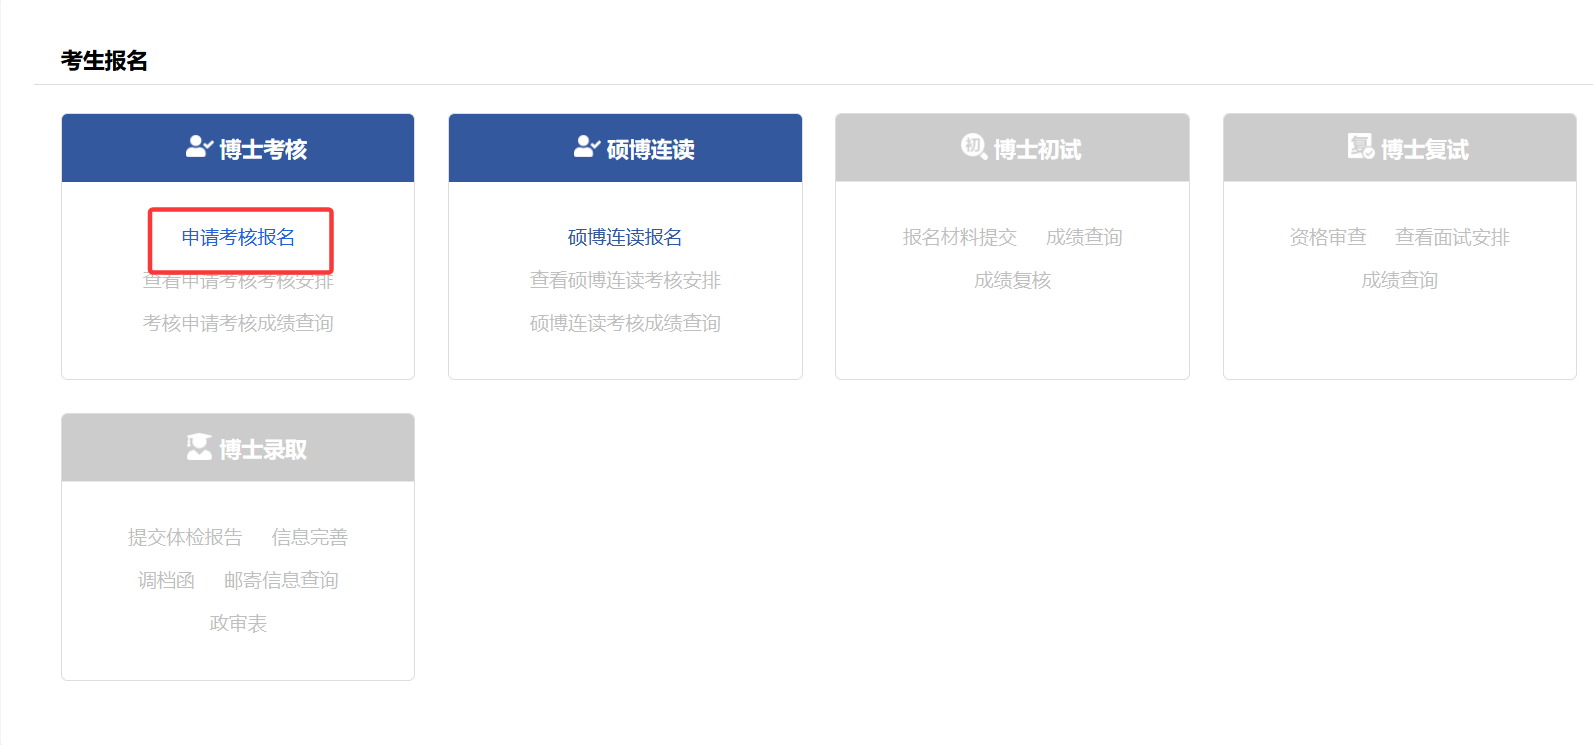 考生报名
博士考核
申请考核报名
查看申请考核考核安排
考核申请考核成绩查询
硕博连读
硕博连读报名
查看硕博连读考核安排
硕博连读考核成绩查询
初 博士初试
报名材料提交 成绩查询
成绩复核
复 博士复试
资格审查 查看面试安排
成绩查询
博士录取
提交体检报告 信息完善
调档函 邮寄信息查询
政审表